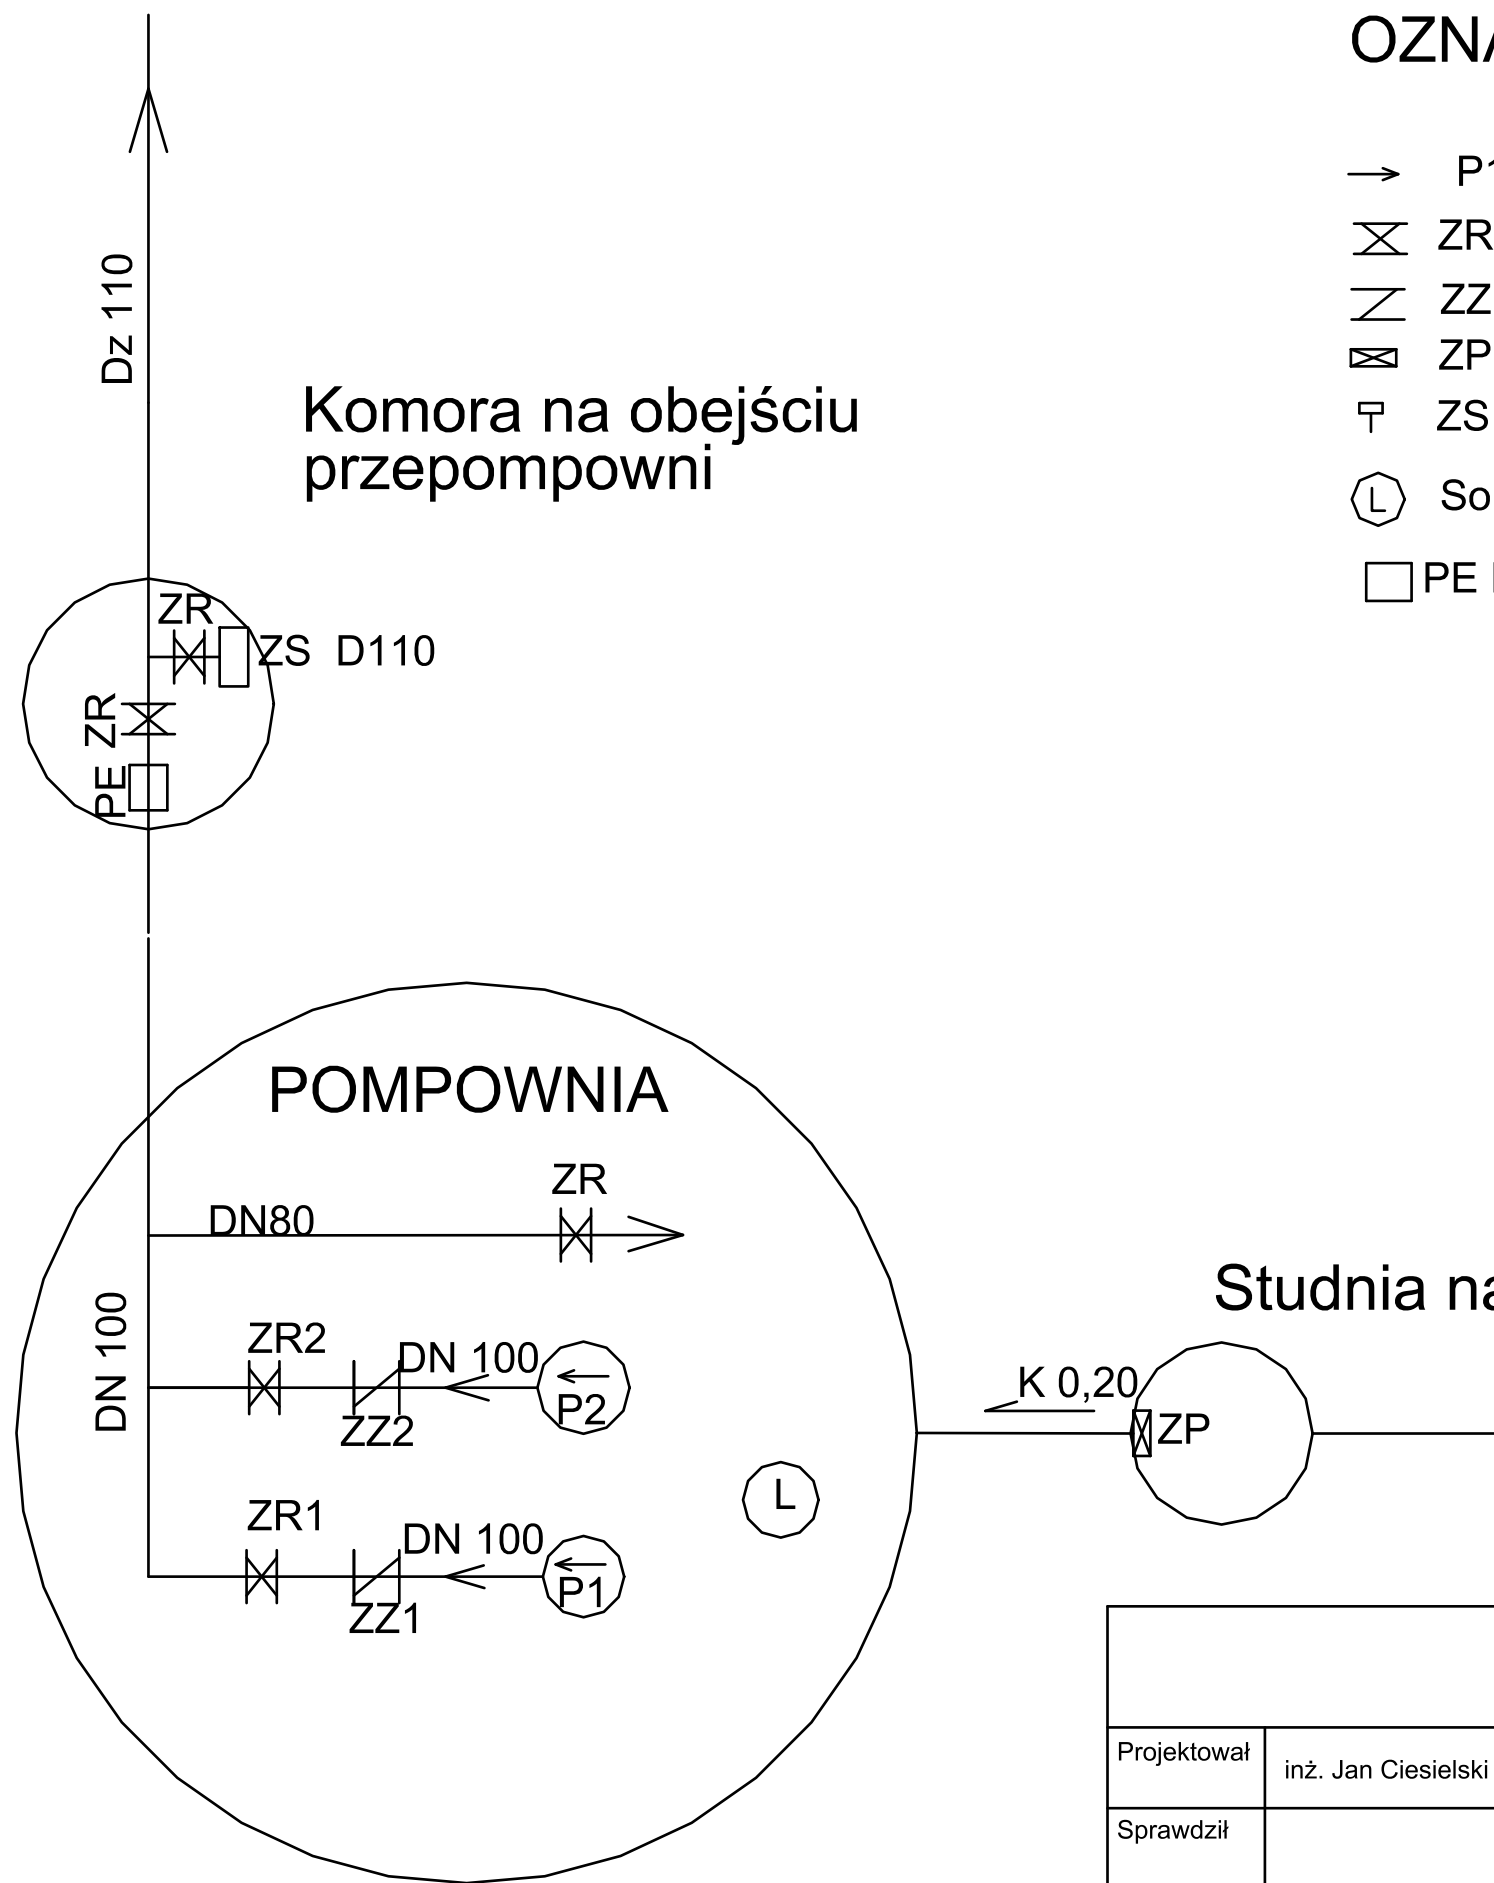 OZNA
P1
ZR
ZZ
ZP
ZS
L
So
PE
Dz 110
Komora na obejściu
przepompowni
ZR
ZS D110
ZR
PE
POMPOWNIA
ZR
DN80
DN 100
ZR2
DN 100
P2
ZZ2
ZR1
DN 100
P1
ZZ1
L
Studnia na
K 0,20
ZP
Projektował
inż. Jan Ciesielski
Sprawdził